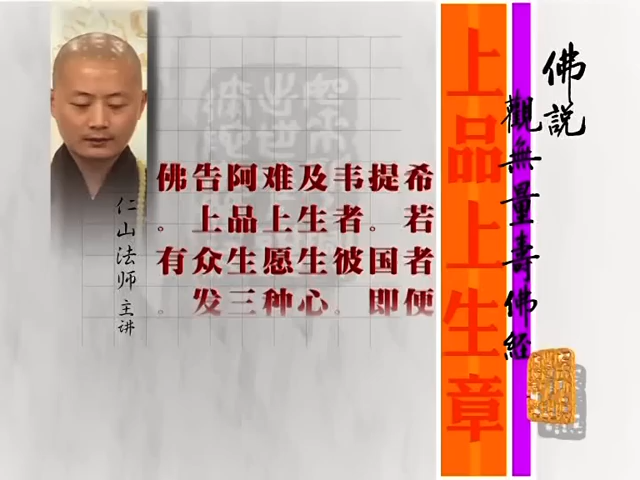 佛説
觀無量壽佛経
上品上生章
佛告阿难及韦提希
。上品上生者。若
有众生愿生彼国者
。发三种心。即便
仁山法师 主讲